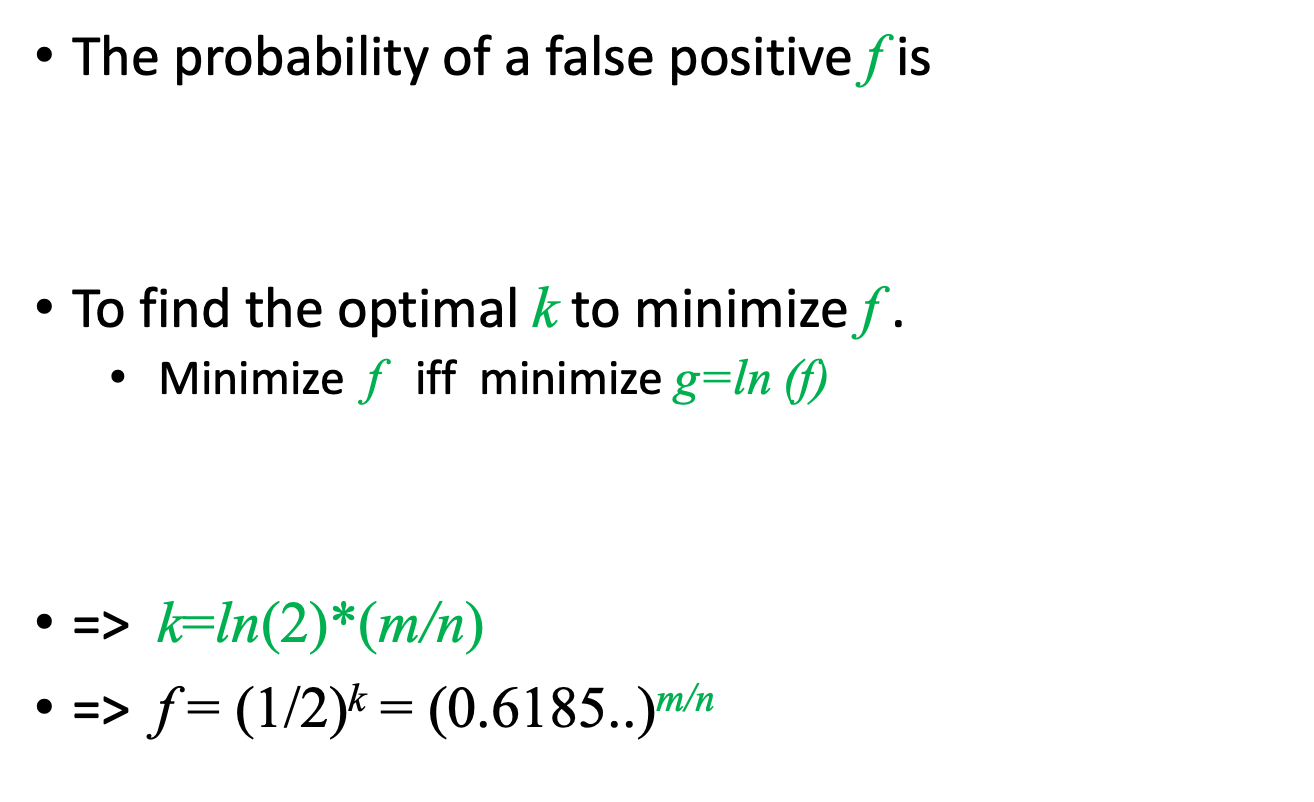 • The probability of a false positive f is
• To find the optimal k to minimize f .
• Minimize f iff minimize g=ln (f)
• => k=ln(2)*(m/n)
• => f = (1/2)^k = (0.6185..)^m/n